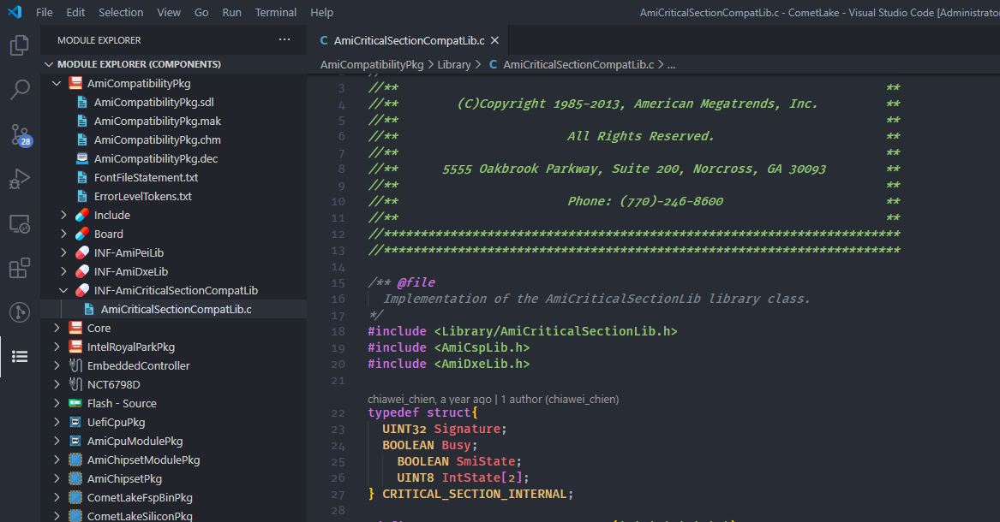 File Edit Selection View Go Run Terminal Help AmiCriticalSectionCompatLib.c - CometLake - Visual Studio Code [Administrator
MODULE EXPLORER ...
MODULE EXPLORER (COMPONENTS)
AmiCompatibilityPkg
AmiCompatibilityPkg.sdl
AmiCompatibilityPkg.mak
AmiCompatibilityPkg.chm
AmiCompatibilityPkg.dec
FontFileStatement.txt
ErrorLevelTokens.txt
Include
Board
INF-AmiPeiLib
INF-AmiDxeLib
INF-AmiCriticalSectionCompatLib
AmiCriticalSectionCompatLib.c
Core
IntelRoyalParkPkg
EmbeddedController
NCT6798D
Flash - Source
UefiCpuPkg
AmiCpuModulePkg
AmiChipsetModulePkg
AmiChipsetPkg
CometLakeFspBinPkg
CometLakeSiliconPkg
28
C AmiCriticalSectionCompatLib.c ×
AmiCompatibilityPkg > Library > C AmiCriticalSectionCompatLib.c > ...
3 //** **
4 //** (C)Copyright 1985-2013, American Megatrends, Inc. **
5 //** **
6 //** All Rights Reserved. **
7 //** **
8 //** 5555 Oakbrook Parkway, Suite 200, Norcross, GA 30093 **
9 //** **
10 //** Phone: (770)-246-8600 **
11 //** **
12 //**********************************************************************
13 //**********************************************************************
14
15 /** @file
16 Implementation of the AmiCriticalSectionLib library class.
17 */
18 #include <Library/AmiCriticalSectionLib.h>
19 #include <AmiCspLib.h>
20 #include <AmiDxeLib.h>
21
chiawei_chien, a year ago | 1 author (chiawei_chien)
22 typedef struct{
23 UINT32 Signature;
24 BOOLEAN Busy;
25 BOOLEAN SmiState;
26 UINT8 IntState[2];
27 } CRITICAL_SECTION_INTERNAL;
28